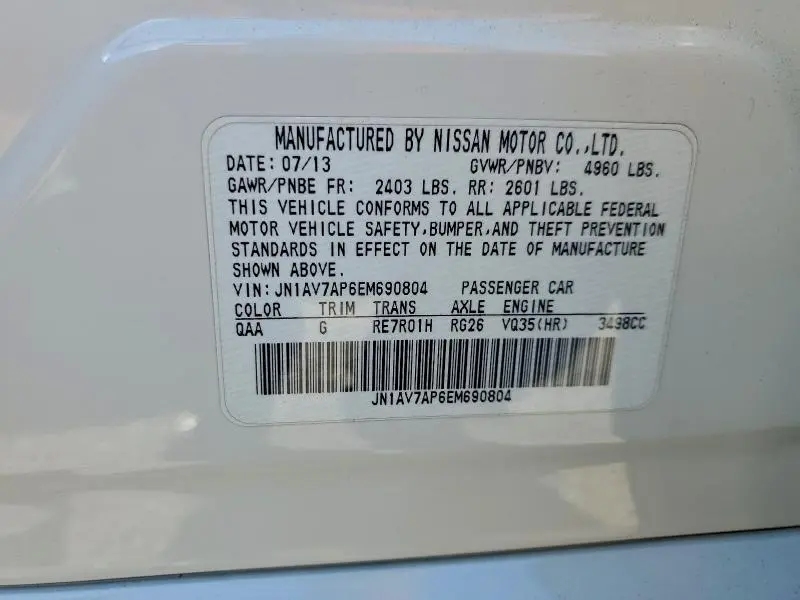 MANUFACTURED BY NISSAN MOTOR CO.,LTD.
DATE: 07/13 GVWR/PNBV: 4960 LBS.
GAWR/PNBE FR: 2403 LBS. RR: 2601 LBS.
THIS VEHICLE CONFORMS TO ALL APPLICABLE FEDERAL
MOTOR VEHICLE SAFETY,BUMPER,AND THEFT PREVENTION
STANDARDS IN EFFECT ON THE DATE OF MANUFACTURE
SHOWN ABOVE.
VIN: JN1AV7AP6EM690804 PASSENGER CAR
COLOR TRIM TRANS AXLE ENGINE
QAA G RE7R01H RG26 VQ35(HR) 3498CC
JN1AV7AP6EM690804